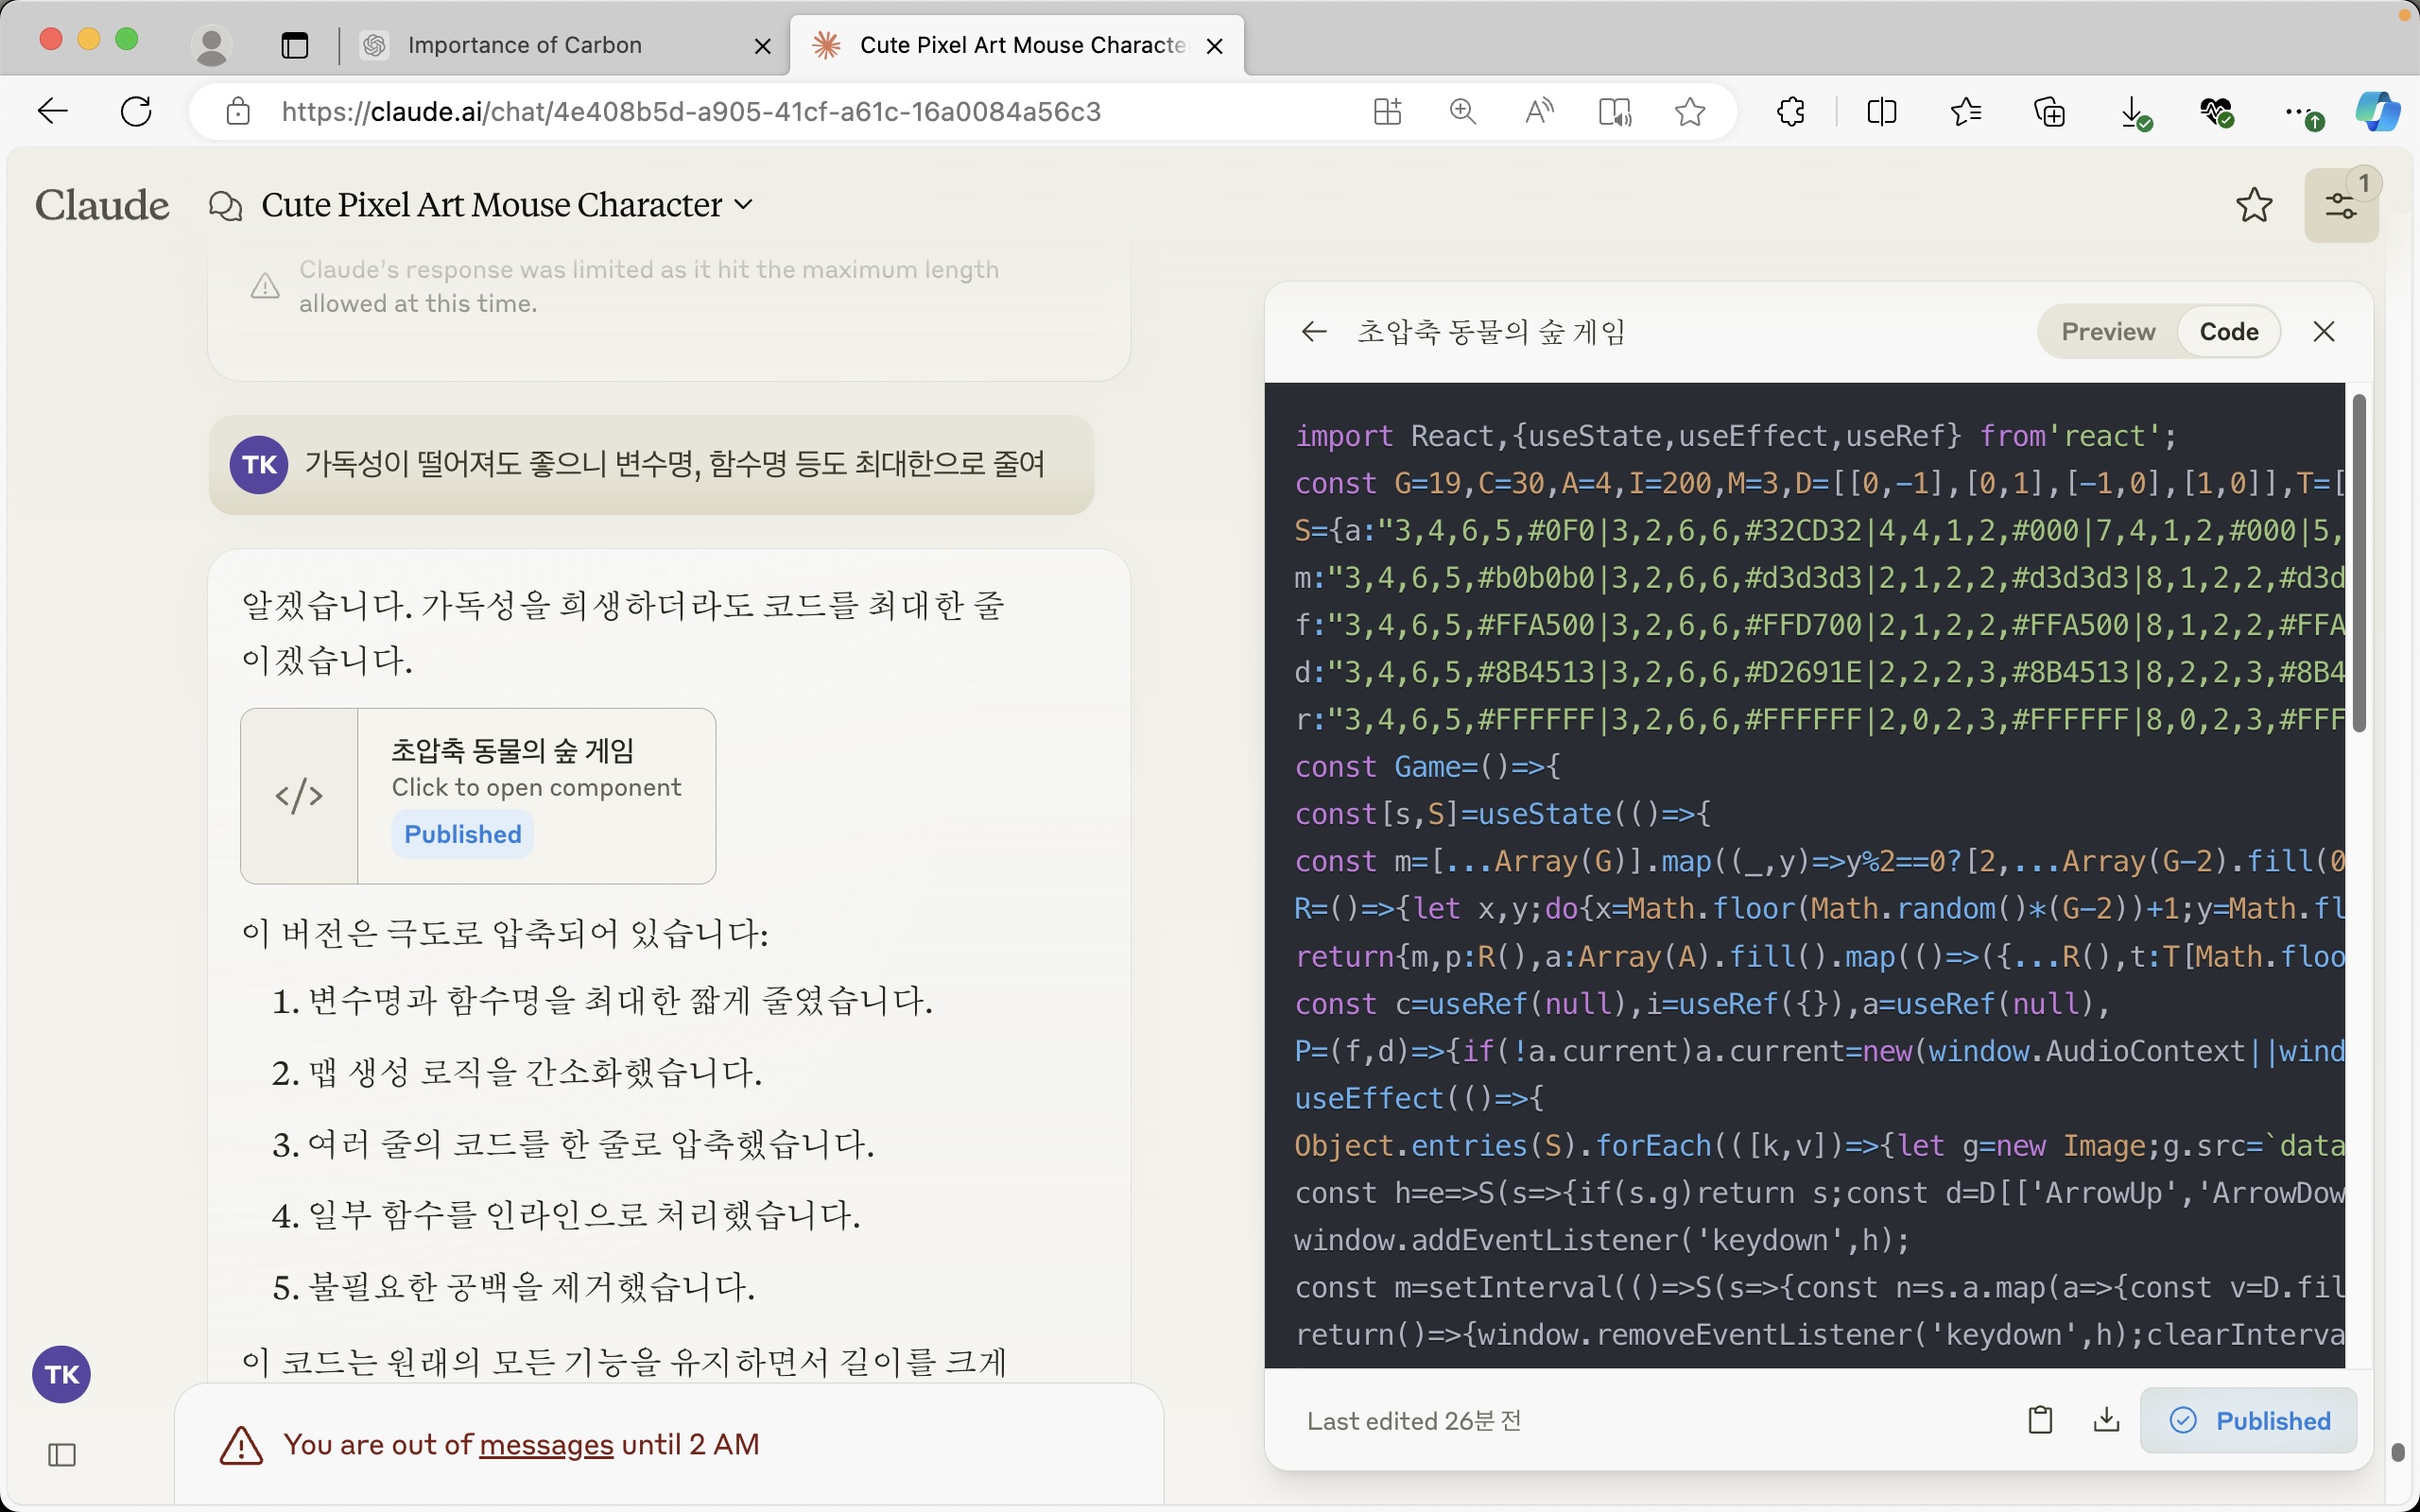 Importance of Carbon
Cute Pixel Art Mouse Characte
https://claude.ai/chat/4e408b5d-a905-41cf-a61c-16a0084a56c3
Claude
Cute Pixel Art Mouse Character
1
Claude's response was limited as it hit the maximum length
allowed at this time.
TK
가독성이 떨어져도 좋으니 변수명, 함수명 등도 최대한으로 줄여
알겠습니다. 가독성을 희생하더라도 코드를 최대한 줄
이겠습니다.
</>
초압축 동물의 숲 게임
Click to open component
Published
이 버전은 극도로 압축되어 있습니다:
1. 변수명과 함수명을 최대한 짧게 줄였습니다.
2. 맵 생성 로직을 간소화했습니다.
3. 여러 줄의 코드를 한 줄로 압축했습니다.
4. 일부 함수를 인라인으로 처리했습니다.
5. 불필요한 공백을 제거했습니다.
이 코드는 원래의 모든 기능을 유지하면서 길이를 크게
TK
You are out of messages until 2 AM
초압축 동물의 숲 게임
Preview
Code
import React,{useState,useEffect,useRef} from'react';
const G=19,C=30,A=4,I=200,M=3,D=[[0,-1],[0,1],[-1,0],[1,0]],T=[
S={a:"3,4,6,5,#0F0|3,2,6,6,#32CD32|4,4,1,2,#000|7,4,1,2,#000|5,
m:"3,4,6,5,#b0b0b0|3,2,6,6,#d3d3d3|2,1,2,2,#d3d3d3|8,1,2,2,#d3d
f:"3,4,6,5,#FFA500|3,2,6,6,#FFD700|2,1,2,2,#FFA500|8,1,2,2,#FFA
d:"3,4,6,5,#8B4513|3,2,6,6,#D2691E|2,2,2,3,#8B4513|8,2,2,3,#8B4
r:"3,4,6,5,#FFFFFF|3,2,6,6,#FFFFFF|2,0,2,3,#FFFFFF|8,0,2,3,#FFF
const Game=()=>{
const[s,S]=useState(()=>{
const m=[...Array(G)].map((_,y)=>y%2==0?[2,...Array(G-2).fill(0
R=()=>{let x,y;do{x=Math.floor(Math.random()*(G-2))+1;y=Math.fl
return{m,p:R(),a:Array(A).fill().map(()=>({...R(),t:T[Math.floo
const c=useRef(null),i=useRef({}),a=useRef(null),
P=(f,d)=>{if(!a.current)a.current=new(window.AudioContext||wind
useEffect(()=>{
Object.entries(S).forEach(([k,v])=>{let g=new Image;g.src=`data
const h=e=>S(s=>{if(s.g)return s;const d=D[['ArrowUp','ArrowDow
window.addEventListener('keydown',h);
const m=setInterval(()=>S(s=>{const n=s.a.map(a=>{const v=D.fil
return()=>{window.removeEventListener('keydown',h);clearInterva
Last edited 26분 전
Published